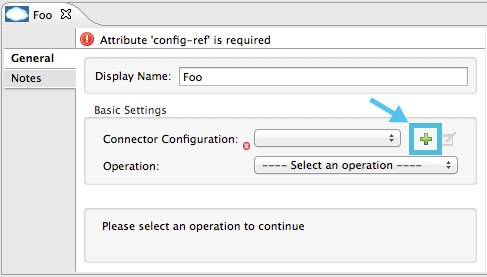 Foo
Attribute 'config-ref' is required
General
Notes
Display Name: Foo
Basic Settings
Connector Configuration:
Operation: ---- Select an operation ----
Please select an operation to continue